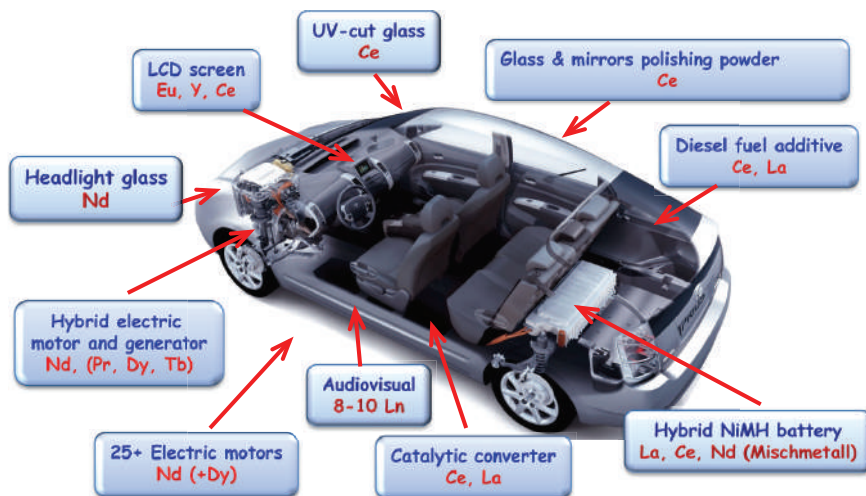 UV-cut glass
Ce
LCD screen
Eu, Y, Ce
Glass & mirrors polishing powder
Ce
Diesel fuel additive
Ce, La
Headlight glass
Nd
Hybrid electric
motor and generator
Nd, (Pr, Dy, Tb)
Audiovisual
8-10 Ln
25+ Electric motors
Nd (+Dy)
Catalytic converter
Ce, La
Hybrid NiMH battery
La, Ce, Nd (Mischmetall)